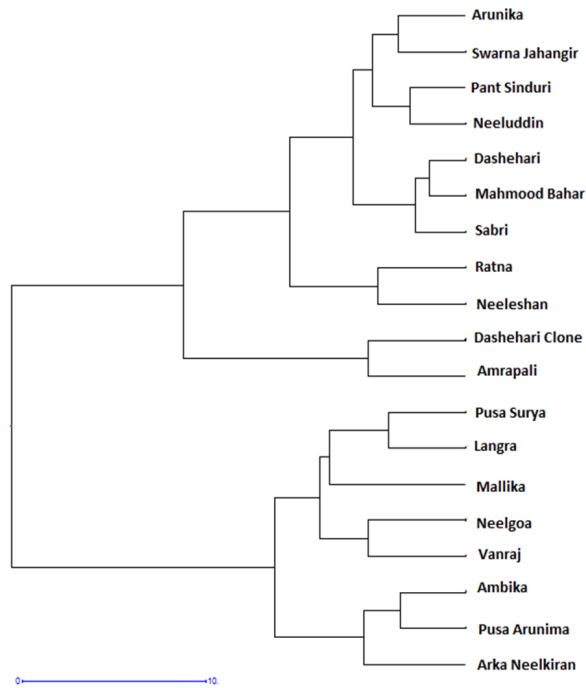 Arunika
Swarna Jahangir
Pant Sinduri
Neeluddin
Dashehari
Mahmood Bahar
Sabri
Ratna
Neeleshan
Dashehari Clone
Amrapali
Pusa Surya
Langra
Mallika
Neelgoa
Vanraj
Ambika
Pusa Arunima
Arka Neelkiran
0 10.